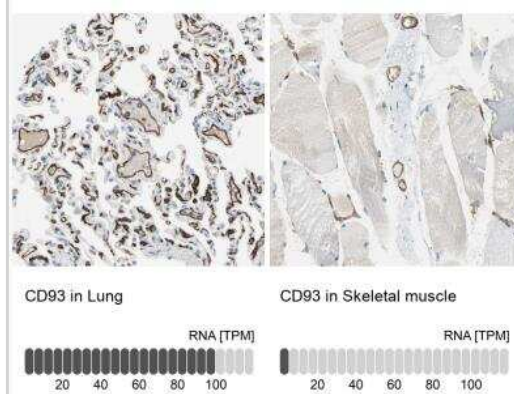 CD93 in Lung
CD93 in Skeletal muscle
RNA [TPM]
RNA [TPM]
20 40 60 80 100
20 40 60 80 100